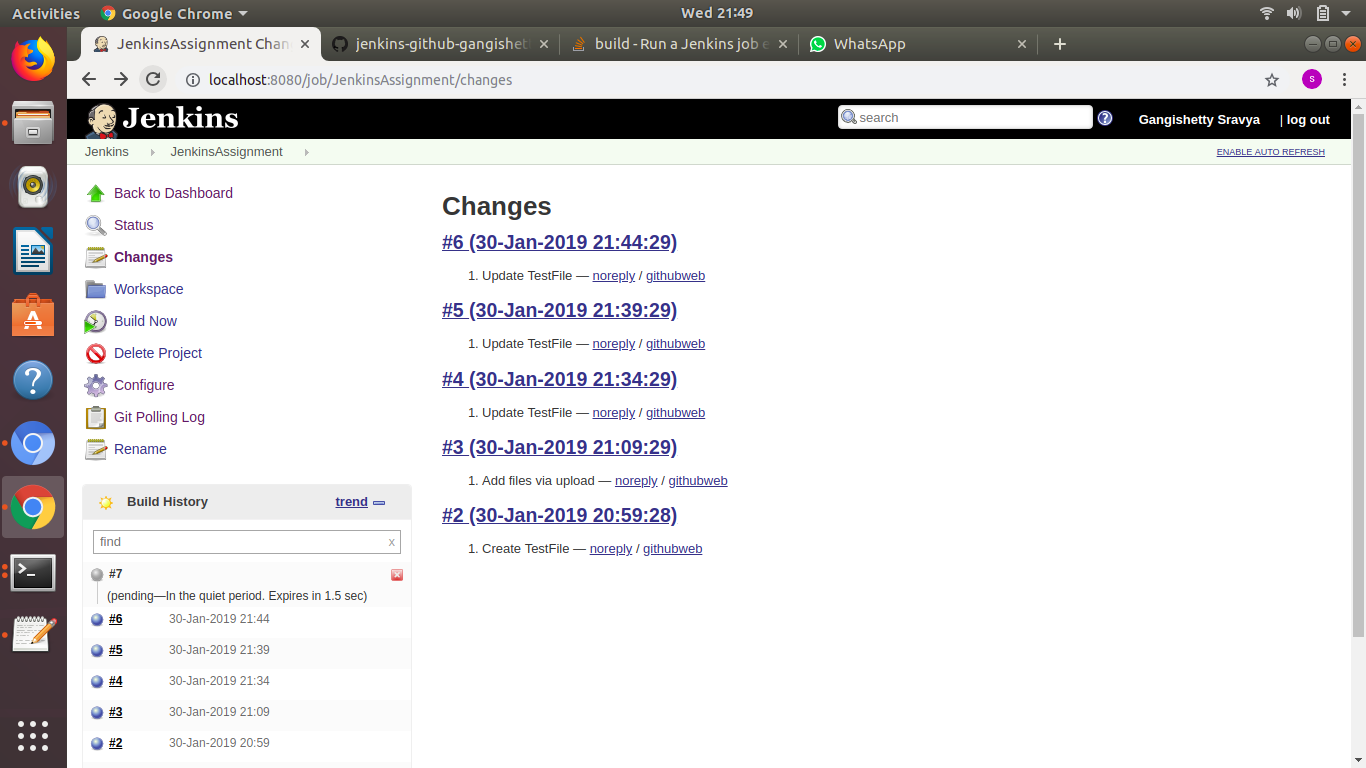 Activities Google Chrome Wed 21:49
JenkinsAssignment Chan jenkins-github-gangishet build - Run a Jenkins job e WhatsApp
localhost:8080/job/JenkinsAssignment/changes S
Jenkins search Gangishetty Sravya | log out
Jenkins JenkinsAssignment ENABLE AUTO REFRESH
Back to Dashboard
Status
Changes
Workspace
Build Now
Delete Project
Configure
Git Polling Log
Rename
Build History trend
find x
#7
(pending—In the quiet period. Expires in 1.5 sec)
#6 30-Jan-2019 21:44
#5 30-Jan-2019 21:39
#4 30-Jan-2019 21:34
#3 30-Jan-2019 21:09
#2 30-Jan-2019 20:59
Changes
#6 (30-Jan-2019 21:44:29)
1. Update TestFile — noreply / githubweb
#5 (30-Jan-2019 21:39:29)
1. Update TestFile — noreply / githubweb
#4 (30-Jan-2019 21:34:29)
1. Update TestFile — noreply / githubweb
#3 (30-Jan-2019 21:09:29)
1. Add files via upload — noreply / githubweb
#2 (30-Jan-2019 20:59:28)
1. Create TestFile — noreply / githubweb